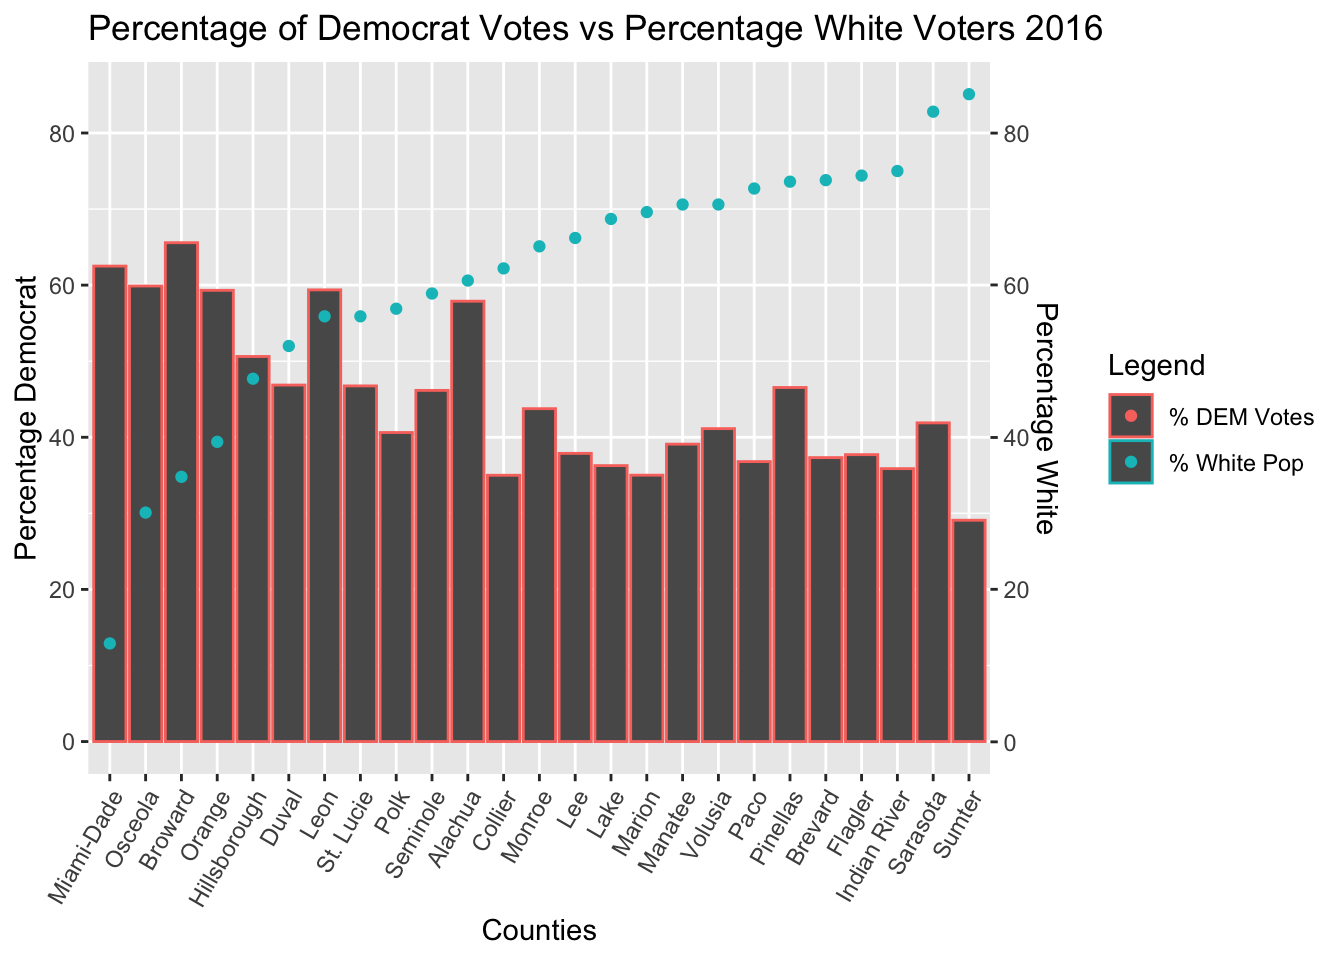 Percentage of Democrat Votes vs Percentage White Voters 2016
Percentage Democrat
80
60
40
20
0
80
60
40
20
0
Percentage White
Miami-Dade
Osceola
Broward
Orange
Hillsborough
Duval
Leon
St. Lucie
Polk
Seminole
Alachua
Collier
Monroe
Lee
Lake
Marion
Manatee
Volusia
Paco
Pinellas
Brevard
Flagler
Indian River
Sarasota
Sumter
Counties
Legend
% DEM Votes
% White Pop